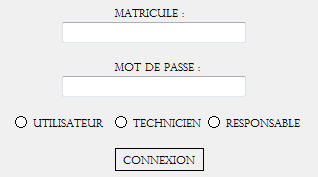 MATRICULE :
MOT DE PASSE :
UTILISATEUR TECHNICIEN RESPONSABLE
CONNEXION